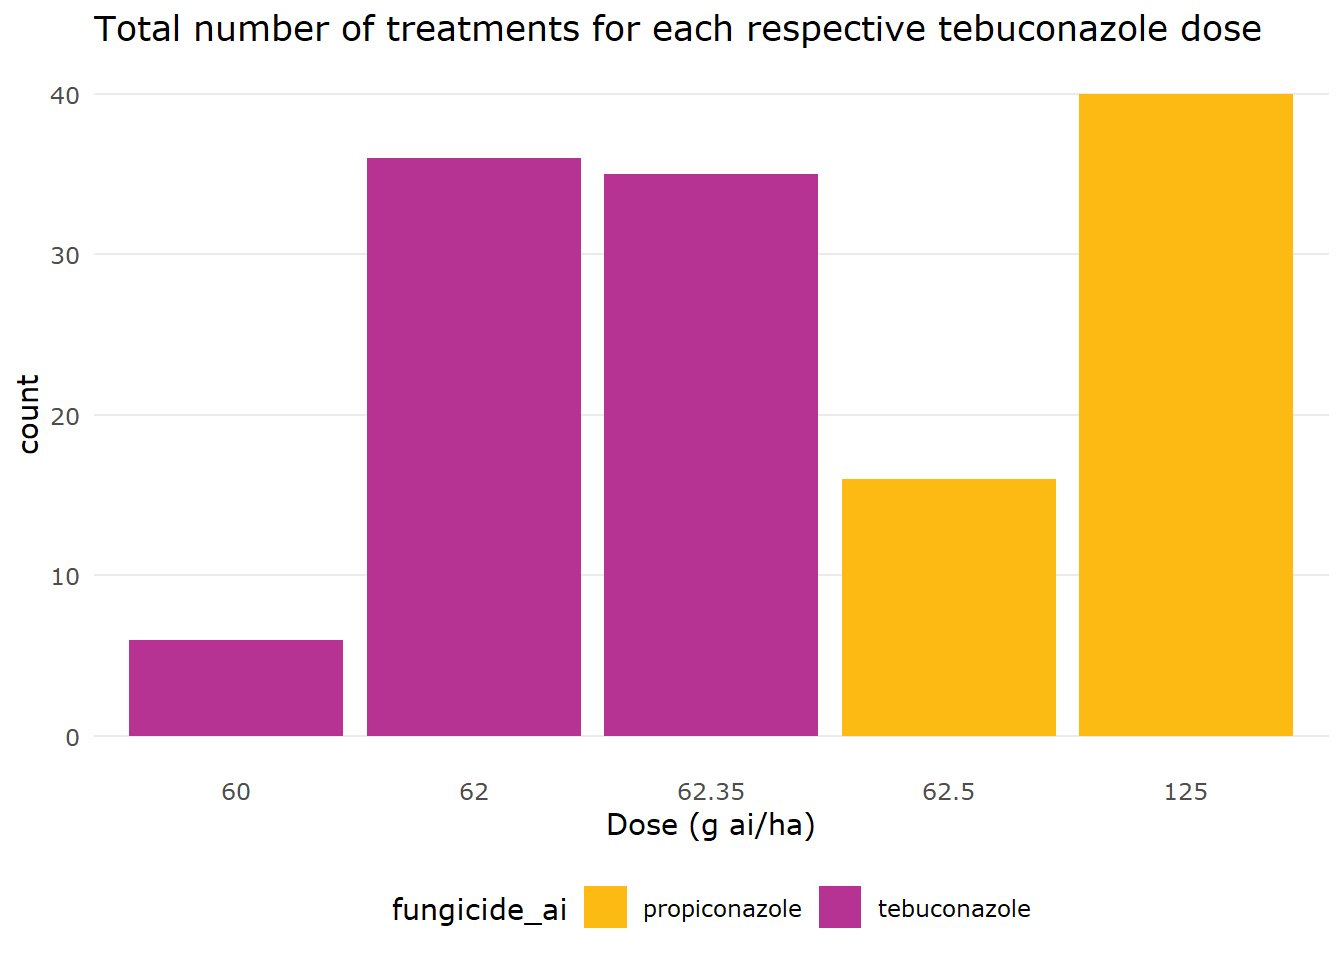 Total number of treatments for each respective tebuconazole dose
40
30
20
10
0
count
60 62 62.35 62.5 125
Dose (g ai/ha)
fungicide_ai propiconazole tebuconazole